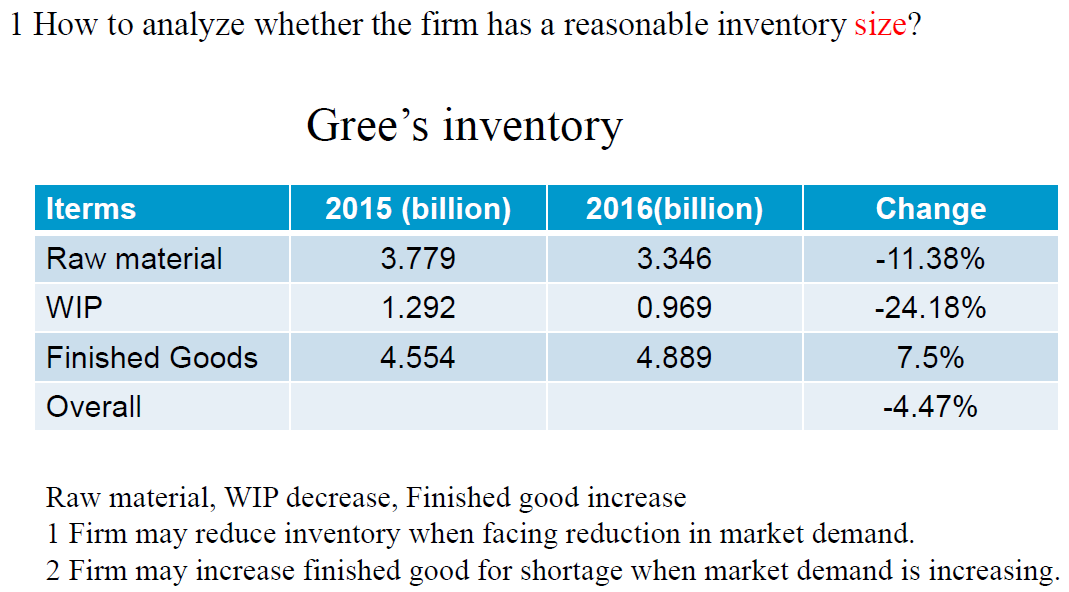 1 How to analyze whether the firm has a reasonable inventory size?
Gree’s inventory
Iterms 2015 (billion) 2016(billion) Change
Raw material 3.779 3.346 -11.38%
WIP 1.292 0.969 -24.18%
Finished Goods 4.554 4.889 7.5%
Overall -4.47%
Raw material, WIP decrease, Finished good increase
1 Firm may reduce inventory when facing reduction in market demand.
2 Firm may increase finished good for shortage when market demand is increasing.